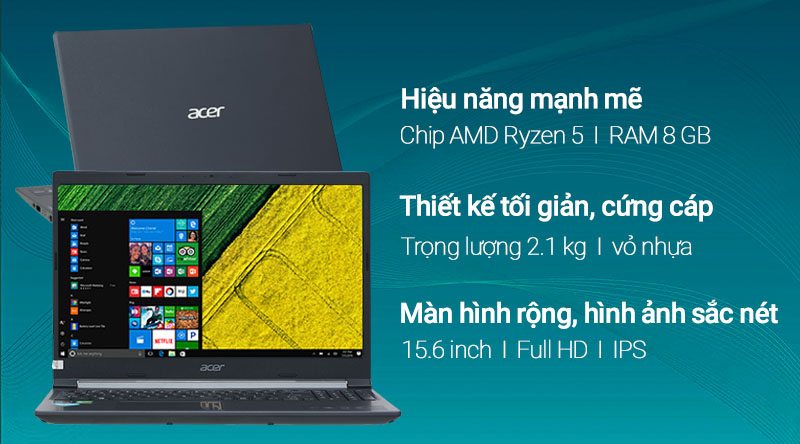 acer
Hiệu năng mạnh mẽ
Chip AMD Ryzen 5 I RAM 8 GB
Thiết kế tối giản, cứng cáp
Trọng lượng 2.1 kg I vỏ nhựa
Màn hình rộng, hình ảnh sắc nét
15.6 inch I Full HD I IPS
NETFLIX
acer